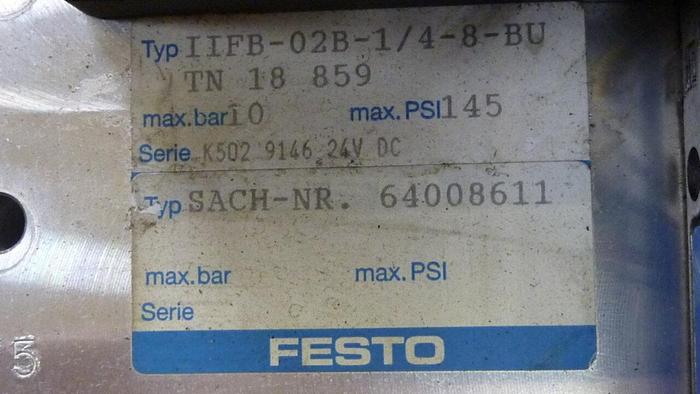 Typ IIFB-02B-1/4-8-BU
TN 18 859
max.bar 10 max.PSI 145
Serie K502 9146 24V DC
Typ SACH-NR. 64008611
max.bar max.PSI
Serie
FESTO
5